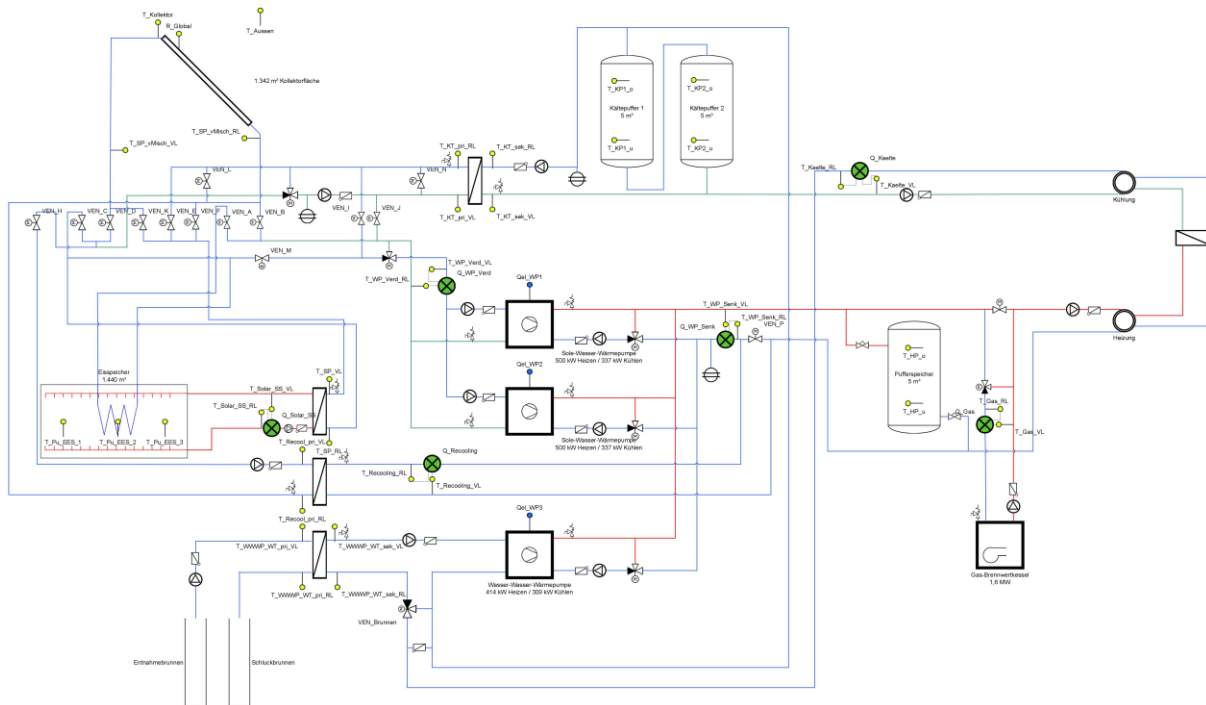 T_Kollektor
R_Global
T_Aussen
1.342 m² Kollektorfläche
T_SP_vMisch_RL
T_SP_vMisch_VL
T_KP1_o
T_KP2_o
Kältepuffer 1
5 m³
Kältepuffer 2
5 m³
T_KP1_u
T_KP2_u
T_KT_pri_RL
T_KT_sek_RL
T_KT_pri_VL
T_KT_sek_VL
Q_Kaelte
T_Kaelte_RL
T_Kaelte_VL
Kühlung
VEN_L
VEN_N
VEN_H
VEN_C
VEN_D
VEN_K
VEN_E
VEN_F
VEN_A
VEN_B
VEN_I
VEN_J
VEN_M
T_WP_Verd_VL
T_WP_Verd_RL
Q_WP_Verd
Qel_WP1
T_WP_Senk_VL
T_WP_Senk_RL
Q_WP_Senk
VEN_P
Sole-Wasser-Wärmepumpe
500 kW Heizen / 337 kW Kühlen
Heizung
T_HP_o
Pufferspeicher
5 m³
T_HP_u
T_Gas_RL
Q_Gas
T_Gas_VL
Qel_WP2
Sole-Wasser-Wärmepumpe
500 kW Heizen / 337 kW Kühlen
Eisspeicher
1.440 m³
T_Solar_SS_VL
T_Solar_SS_RL
Q_Solar_SS
T_SP_VL
T_Pu_EES_1
T_Pu_EES_2
T_Pu_EES_3
T_Recool_pri_VL
T_SP_RL
Q_Recooling
T_Recooling_RL
T_Recooling_VL
T_Recool_pri_RL
Qel_WP3
T_WWWP_WT_pri_VL
T_WWWP_WT_sek_VL
T_WWWP_WT_pri_RL
T_WWWP_WT_sek_RL
Wasser-Wasser-Wärmepumpe
414 kW Heizen / 309 kW Kühlen
Gas-Brennwertkessel
1,6 MW
VEN_Brunnen
Entnahmebrunnen
Schluckbrunnen